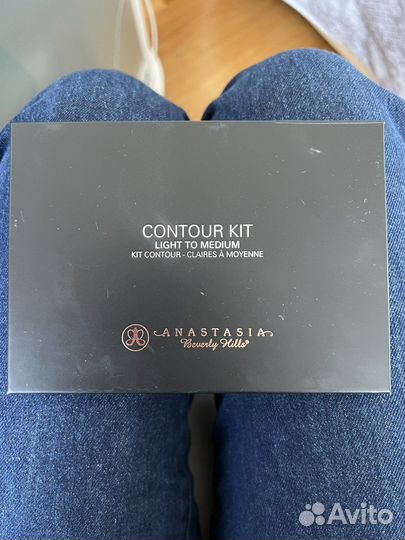 CONTOUR KIT
LIGHT TO MEDIUM
KIT CONTOUR - CLAIRES À MOYENNE
ANASTASIA
Beverly Hills®
Avito